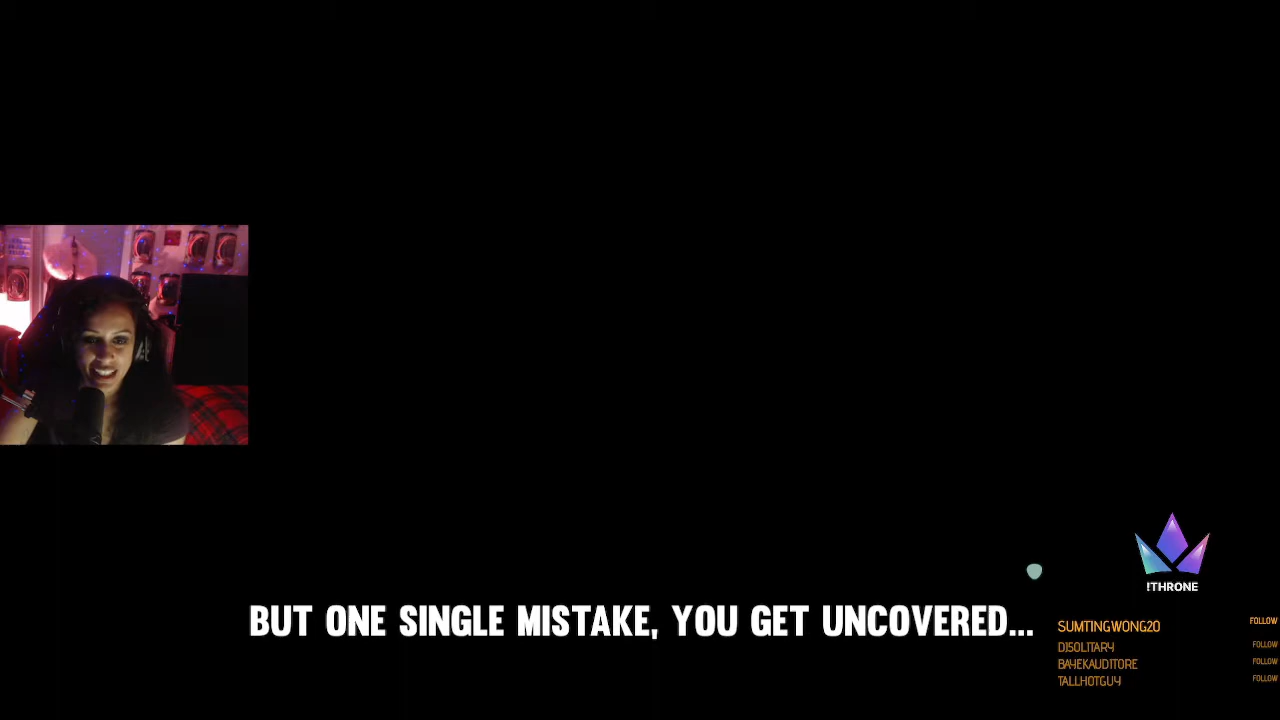 BUT ONE SINGLE MISTAKE, YOU GET UNCOVERED...
!THRONE
SUMTINGWONG20 FOLLOW
DJSOLITARY FOLLOW
BAYEKAUDITORE FOLLOW
TALLHOTGUY FOLLOW